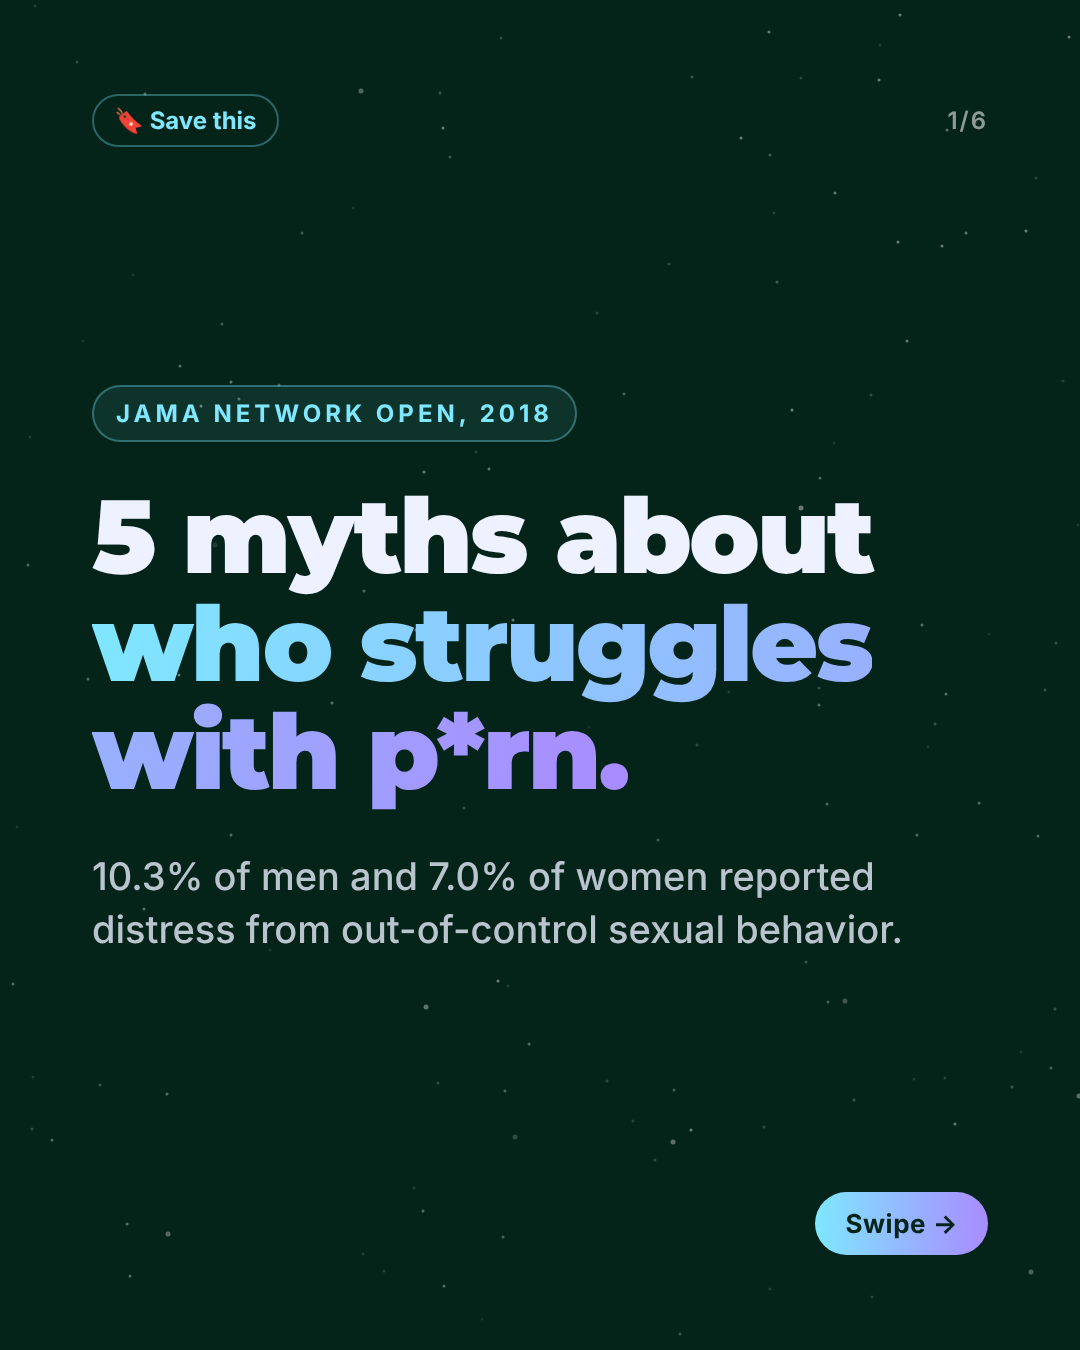 🔖 Save this
1/6
JAMA NETWORK OPEN, 2018
5 myths about
who struggles
with p*rn.
10.3% of men and 7.0% of women reported
distress from out-of-control sexual behavior.
Swipe →